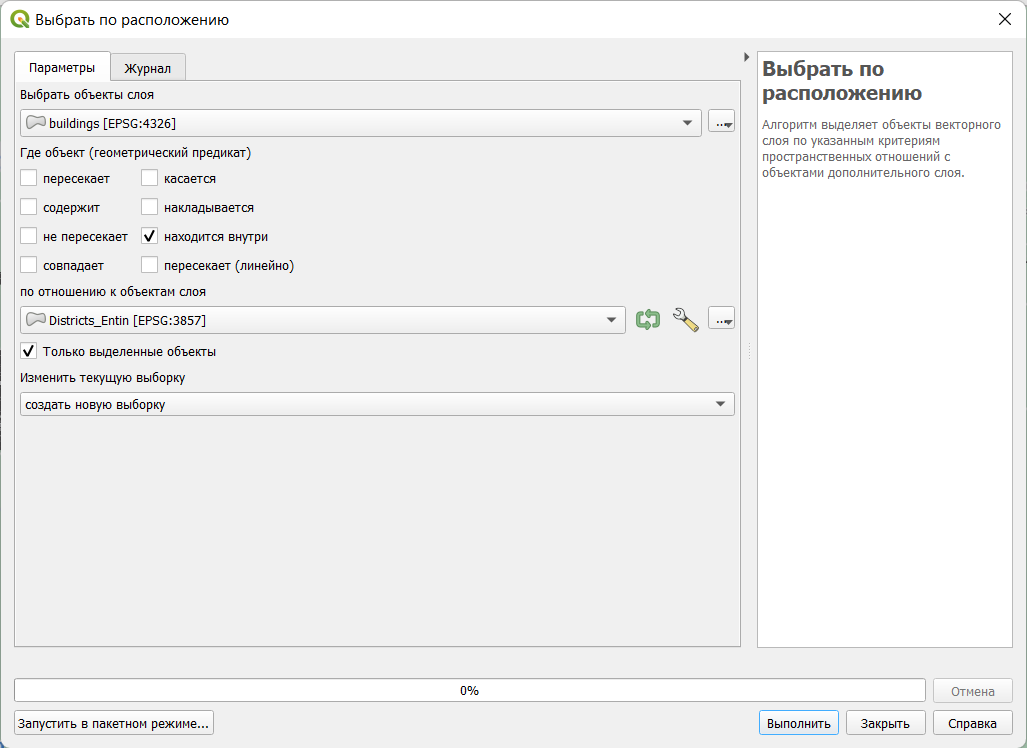 Выбрать по расположению
Параметры
Журнал
Выбрать объекты слоя
buildings [EPSG:4326]
...
Где объект (геометрический предикат)
пересекает
касается
содержит
накладывается
не пересекает
находится внутри
совпадает
пересекает (линейно)
по отношению к объектам слоя
Districts_Entin [EPSG:3857]
...
Только выделенные объекты
Изменить текущую выборку
создать новую выборку
Выбрать по
расположению
Алгоритм выделяет объекты векторного
слоя по указанным критериям
пространственных отношений с
объектами дополнительного слоя.
0%
Отмена
Запустить в пакетном режиме...
Выполнить
Закрыть
Справка